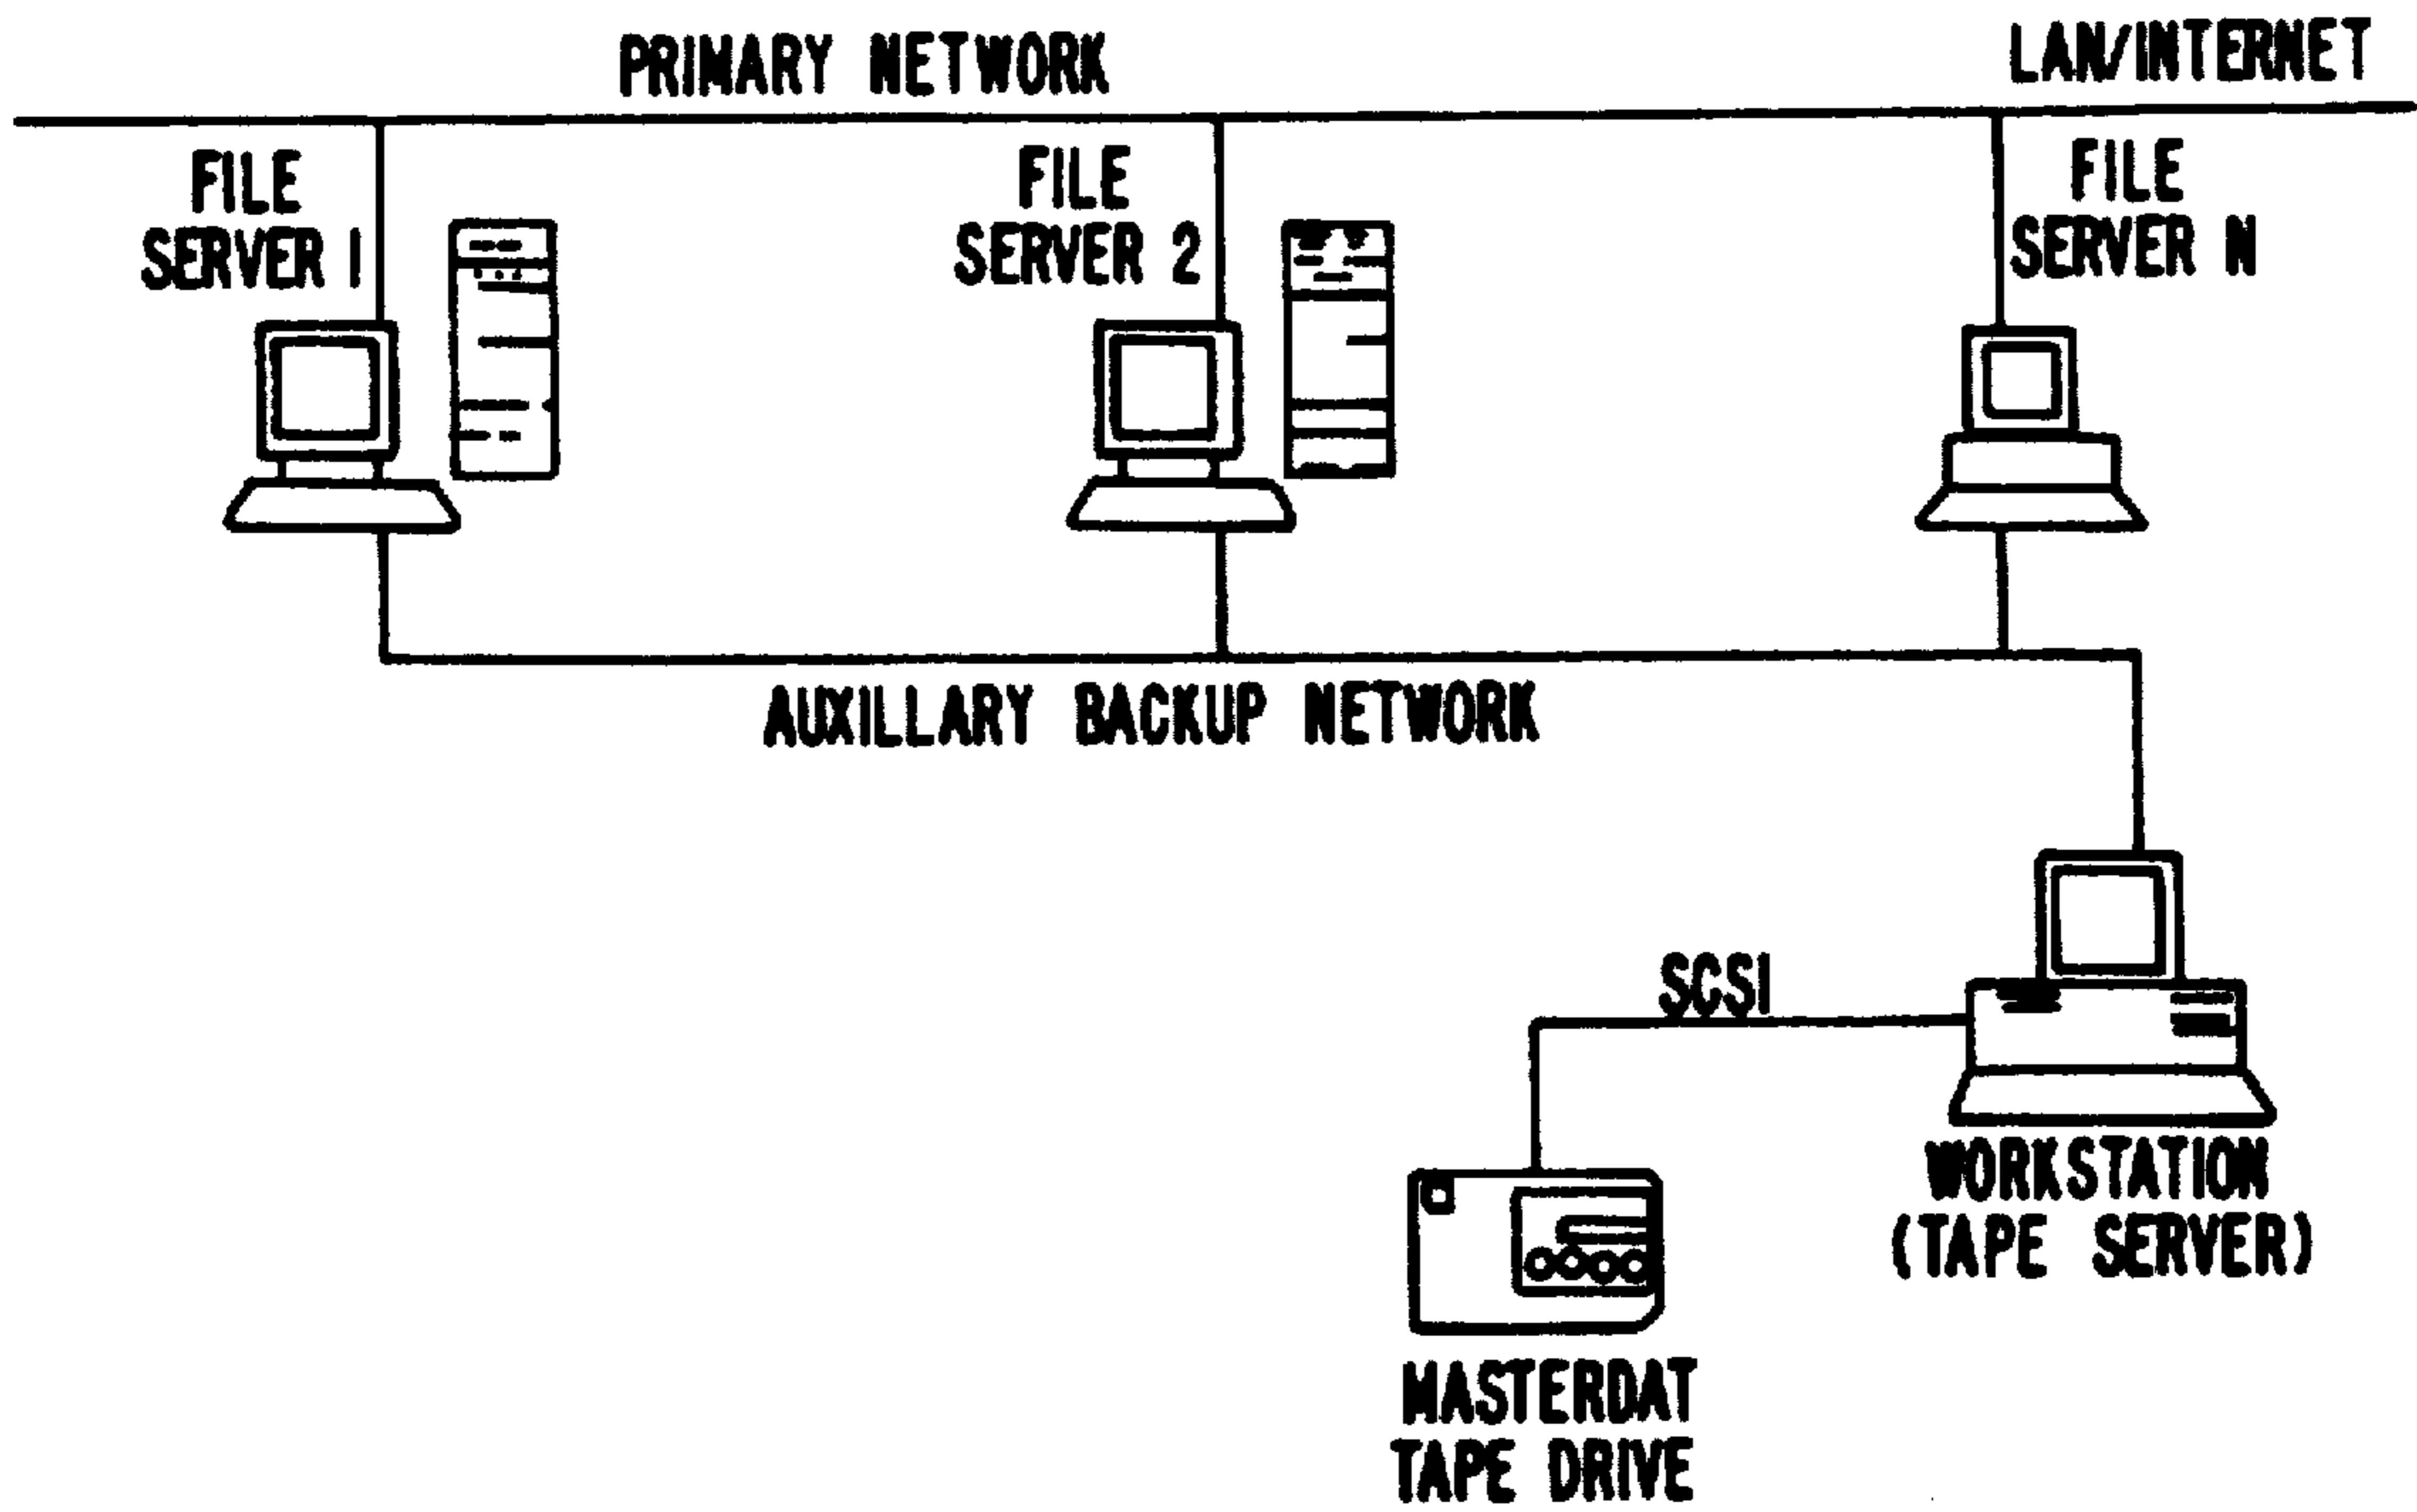 PRIMARY NETWORK
LAN/INTERNET
FILE
SERVER 1
FILE
SERVER 2
FILE
SERVER N
AUXILLARY BACKUP NETWORK
SCSI
WORKSTATION
(TAPE SERVER)
MASTERDAT
TAPE DRIVE